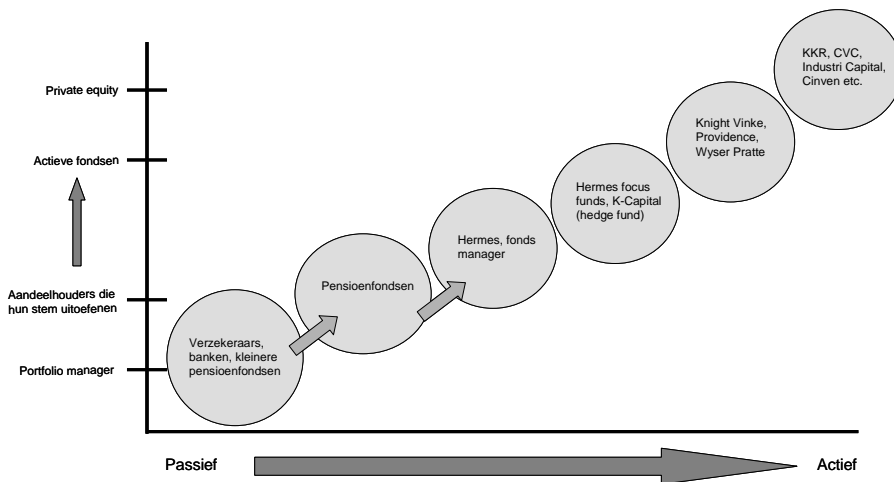 KKR, CVC,
Industri Capital,
Cinven etc.
Private equity
Knight Vinke,
Providence,
Wyser Pratte
Actieve fondsen
Hermes focus
funds, K-Capital
(hedge fund)
Hermes, fonds
manager
Pensioenfondsen
Aandeelhouders die
hun stem uitoefenen
Verzekeraars,
banken, kleinere
pensioenfondsen
Portfolio manager
Passief
Actief